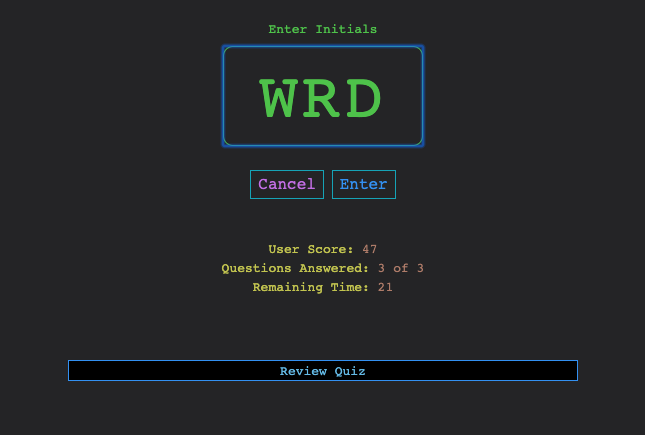 Enter Initials
WRD
Cancel Enter
User Score: 47
Questions Answered: 3 of 3
Remaining Time: 21
Review Quiz